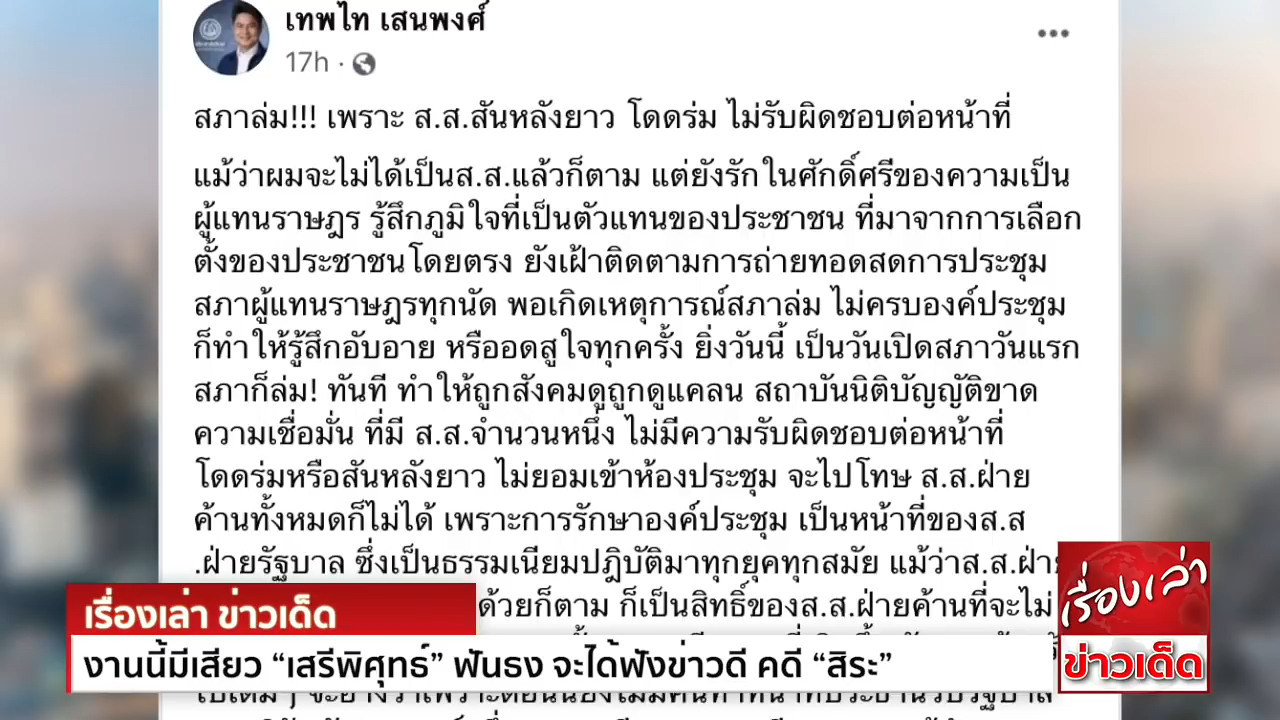 เทพไท เสนพงศ์
17h ·
สภาล่ม!!! เพราะ ส.ส.สันหลังยาว โดดร่ม ไม่รับผิดชอบต่อหน้าที่
แม้ว่าผมจะไม่ได้เป็นส.ส.แล้วก็ตาม แต่ยังรักในศักดิ์ศรีของความเป็น
ผู้แทนราษฎร รู้สึกภูมิใจที่เป็นตัวแทนของประชาชน ที่มาจากการเลือก
ตั้งของประชาชนโดยตรง ยังเฝ้าติดตามการถ่ายทอดสดการประชุม
สภาผู้แทนราษฎรทุกนัด พอเกิดเหตุการณ์สภาล่ม ไม่ครบองค์ประชุม
ก็ทำให้รู้สึกอับอาย หรืออดสูใจทุกครั้ง ยิ่งวันนี้ เป็นวันเปิดสภาวันแรก
สภาก็ล่ม! ทันที ทำให้ถูกสังคมดูถูกดูแคลน สถาบันนิติบัญญัติขาด
ความเชื่อมั่น ที่มี ส.ส.จำนวนหนึ่ง ไม่มีความรับผิดชอบต่อหน้าที่
โดดร่มหรือสันหลังยาว ไม่ยอมเข้าห้องประชุม จะไปโทษ ส.ส.ฝ่าย
ค้านทั้งหมดก็ไม่ได้ เพราะการรักษาองค์ประชุม เป็นหน้าที่ของส.ส
.ฝ่ายรัฐบาล ซึ่งเป็นธรรมเนียมปฎิบัติมาทุกยุคทุกสมัย แม้ว่าส.ส.ฝ่าย
ด้วยก็ตาม ก็เป็นสิทธิ์ของส.ส.ฝ่ายค้านที่จะไม่
เรื่องเล่า ข่าวเด็ด
งานนี้มีเสียว “เสรีพิศุทธ์” ฟันธง จะได้ฟังข่าวดี คดี “สิระ”
เรื่องเล่า
ข่าวเด็ด